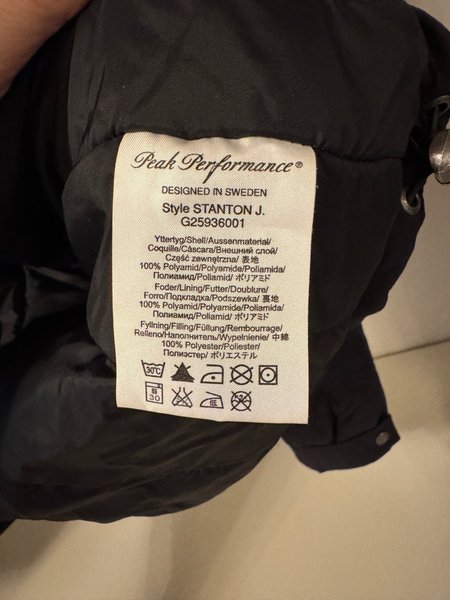 Peak Performance®
DESIGNED IN SWEDEN
Style STANTON J.
G25936001
Yttertyg/Shell/Aussenmaterial/
Coquille/Càscara/Внешний слой/
Część zewnętrzna/ 表地
100% Polyamid/Polyamide/Poliamida/
Полиамид/Poliamid/ ポリアミド
Foder/Lining/Futter/Doublure/
Forro/Подкладка/Podszewka/ 裏地
100% Polyamid/Polyamide/Poliamida/
Полиамид/Poliamid/ ポリアミド
Fyllning/Filling/Füllung/Rembourrage/
Relleno/Наполнитель/Wypełnienie/ 中綿
100% Polyester/Poliester/
Полиэстер/ ポリエステル
30°C
30
低